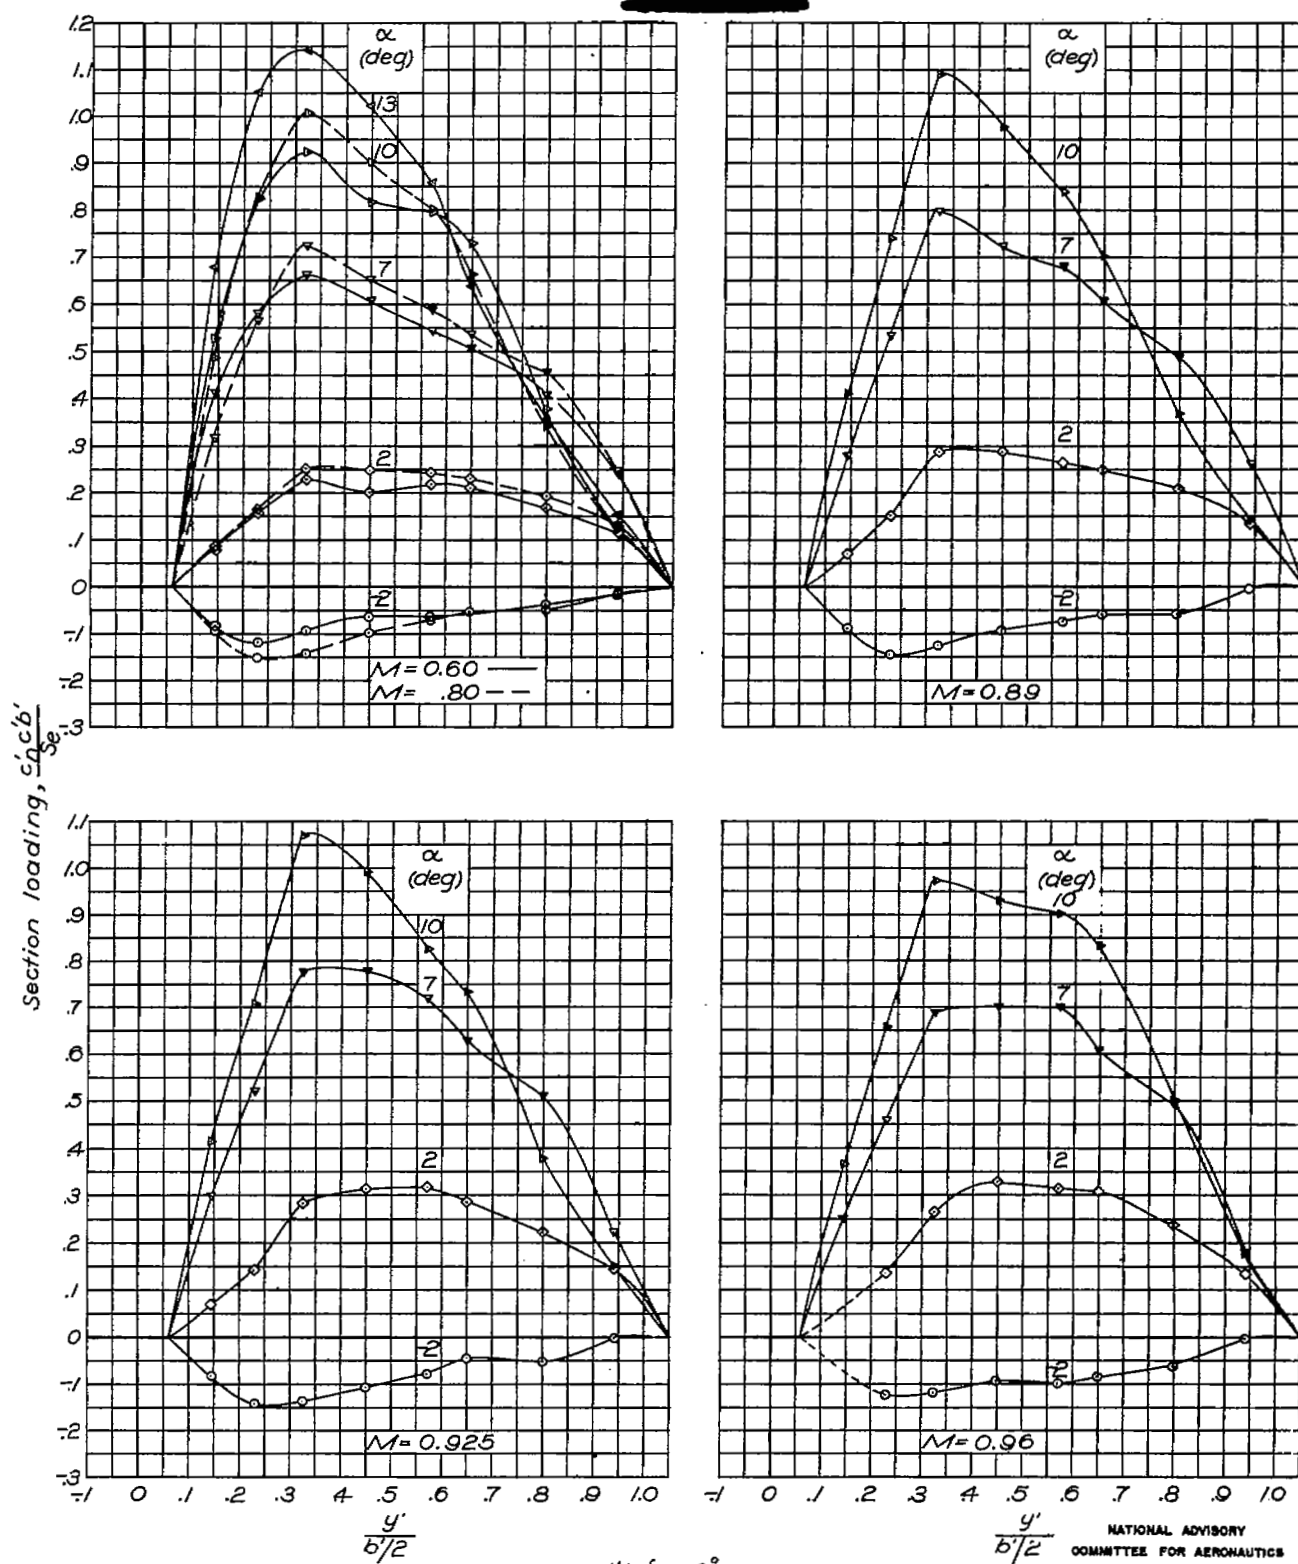 α
(deg)
1.2
1.1
1.0
.9
.8
.7
.6
.5
.4
.3
.2
.1
0
-.1
-.2
-.3
13
10
7
2
-2
M = 0.60
M = .80
α
(deg)
10
7
2
-2
M = 0.89
Section loading, c'n c'b' / Se
1.1
1.0
.9
.8
.7
.6
.5
.4
.3
.2
.1
0
-.1
-.2
-.3
α
(deg)
10
7
2
-2
M = 0.925
-.1 0 .1 .2 .3 .4 .5 .6 .7 .8 .9 1.0
y'
b'/2
α
(deg)
10
7
2
-2
M = 0.96
-.1 0 .1 .2 .3 .4 .5 .6 .7 .8 .9 1.0
y'
b'/2
NATIONAL ADVISORY
COMMITTEE FOR AERONAUTICS